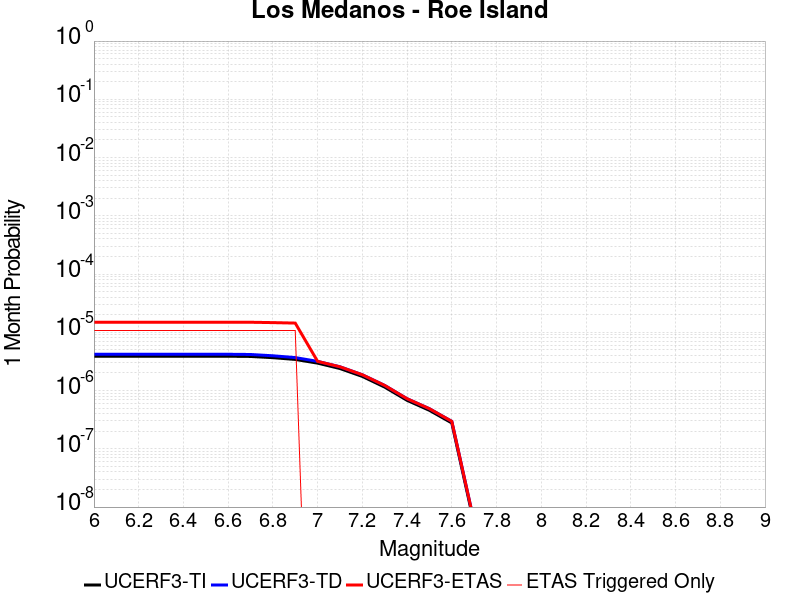 Los Medanos - Roe Island
10^0
10^-1
10^-2
10^-3
10^-4
10^-5
10^-6
10^-7
10^-8
1 Month Probability
6 6.2 6.4 6.6 6.8 7 7.2 7.4 7.6 7.8 8 8.2 8.4 8.6 8.8 9
Magnitude
UCERF3-TI UCERF3-TD UCERF3-ETAS ETAS Triggered Only